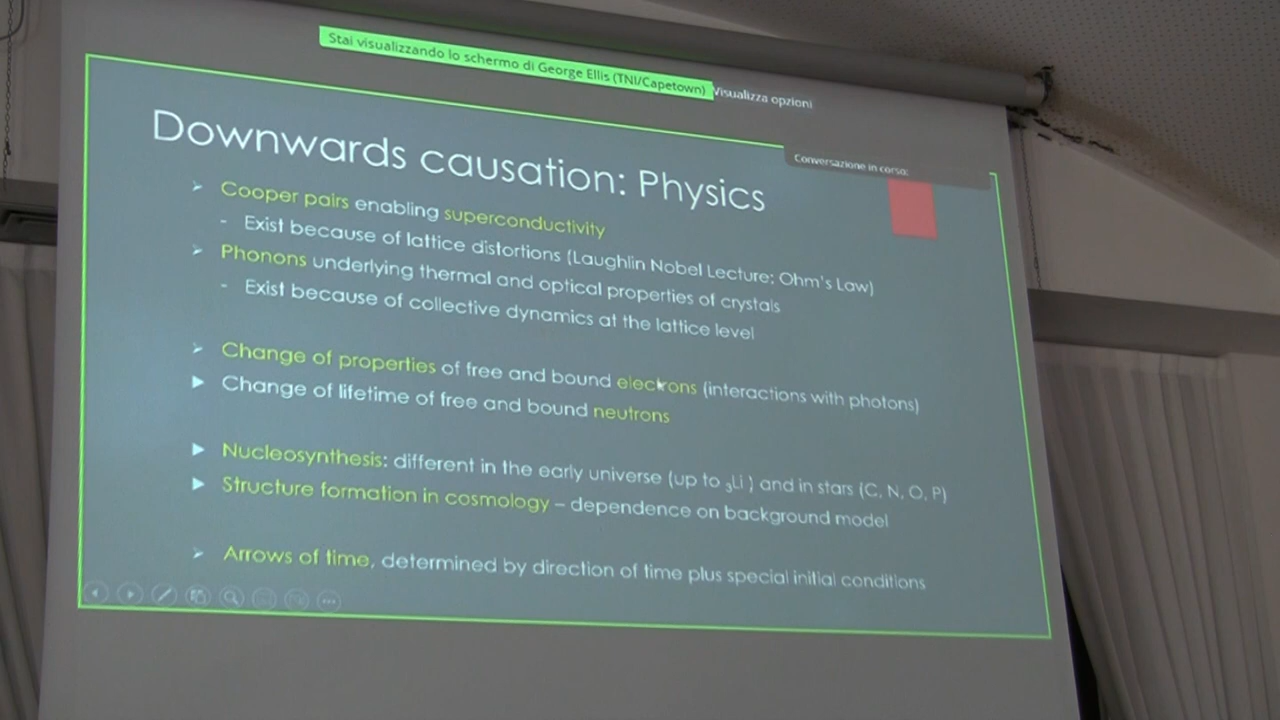 Stai visualizzando lo schermo di George Ellis (TNI/Capetown) Visualizza opzioni
Conversazione in corso:
Downwards causation: Physics
➢ Cooper pairs enabling superconductivity
- Exist because of lattice distortions (Laughlin Nobel Lecture; Ohm's Law)
➢ Phonons underlying thermal and optical properties of crystals
- Exist because of collective dynamics at the lattice level
➢ Change of properties of free and bound electrons (interactions with photons)
▶ Change of lifetime of free and bound neutrons
▶ Nucleosynthesis: different in the early universe (up to ₃Li ) and in stars (C, N, O, P)
▶ Structure formation in cosmology – dependence on background model
➢ Arrows of time, determined by direction of time plus special initial conditions